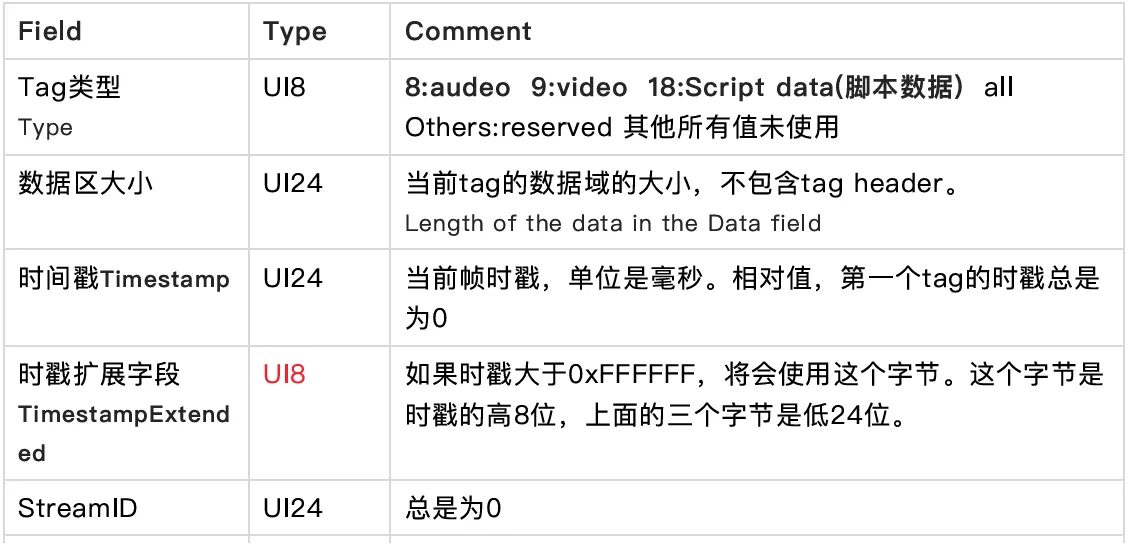 Field Type Comment
Tag类型 UI8 8:audeo 9:video 18:Script data(脚本数据) all
Type Others:reserved 其他所有值未使用
数据区大小 UI24 当前tag的数据域的大小，不包含tag header。
Length of the data in the Data field
时间戳Timestamp UI24 当前帧时戳，单位是毫秒。相对值，第一个tag的时戳总是
为0
时戳扩展字段 UI8 如果时戳大于0xFFFFFF，将会使用这个字节。这个字节是
TimestampExtend 时戳的高8位，上面的三个字节是低24位。
ed
StreamID UI24 总是为0